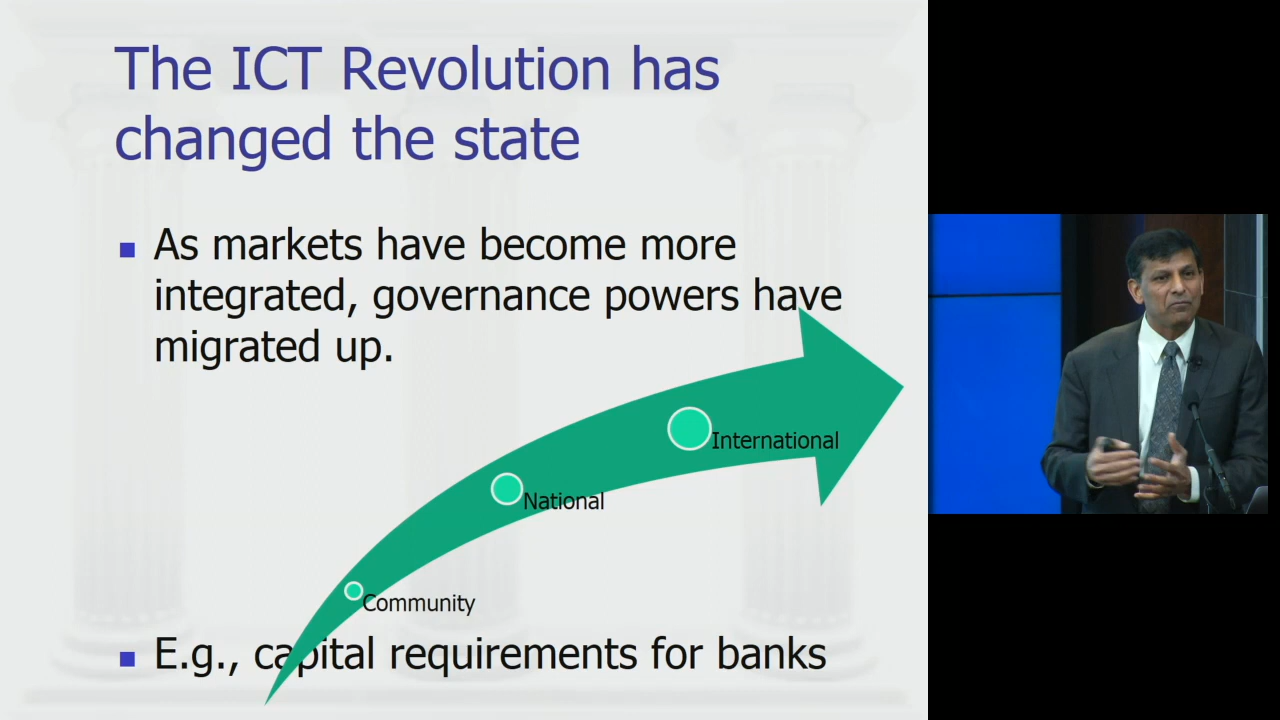 The ICT Revolution has
changed the state
As markets have become more
integrated, governance powers have
migrated up.
International
National
Community
E.g., capital requirements for banks